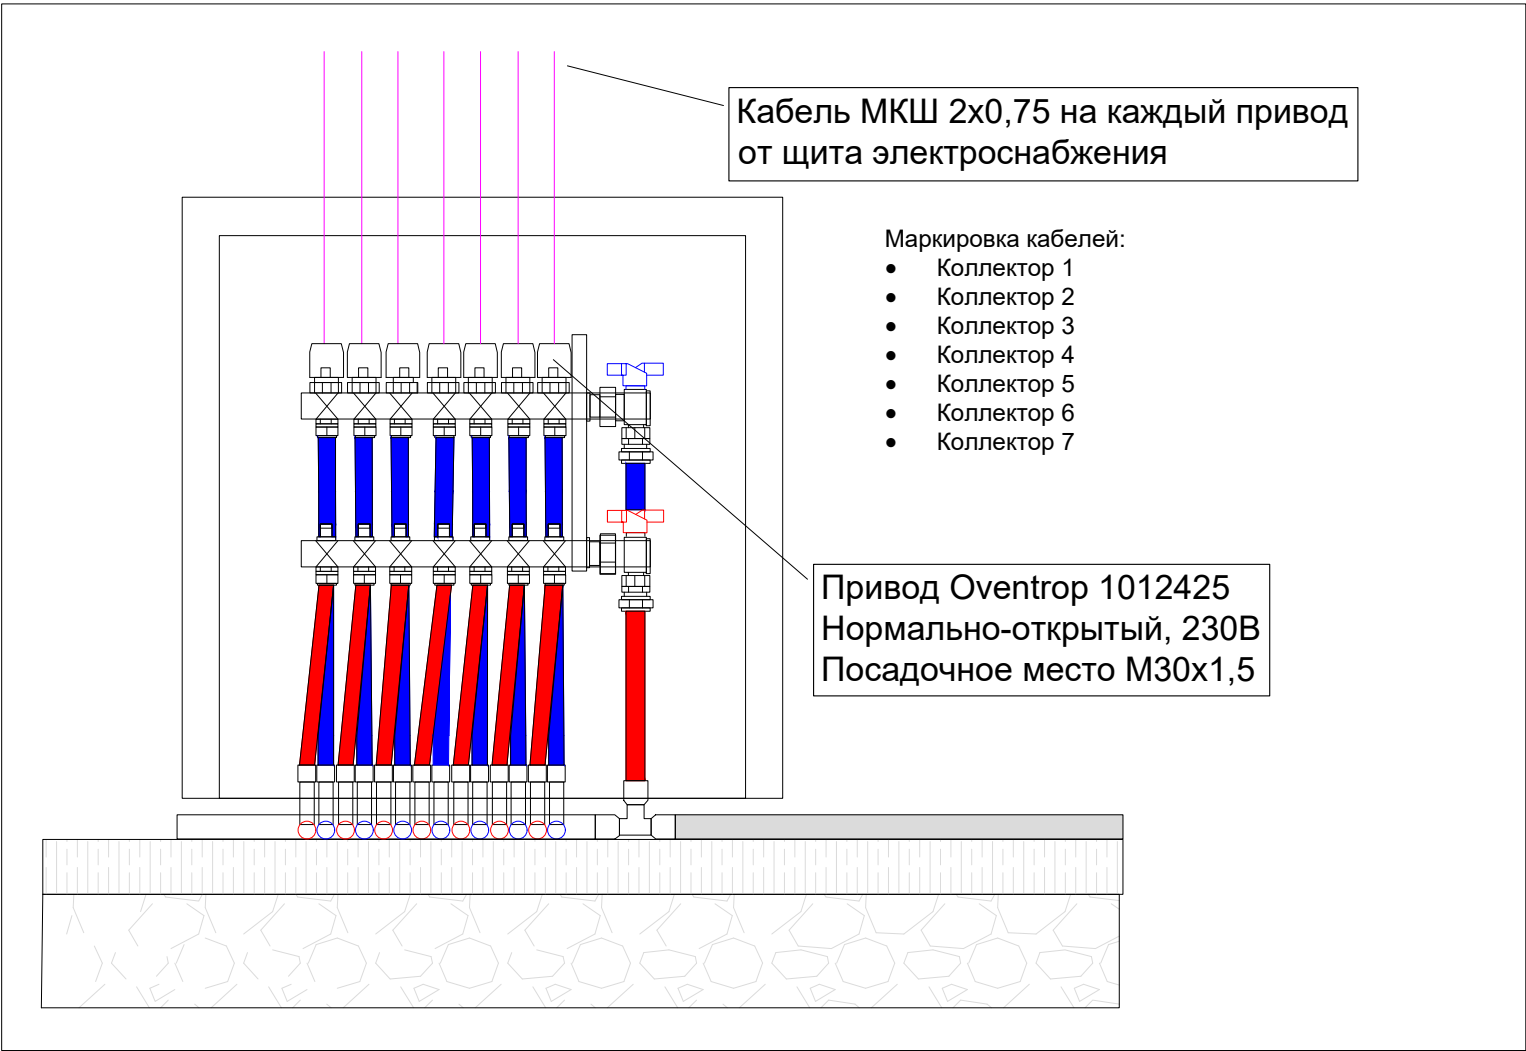 Кабель МКШ 2х0,75 на каждый привод
от щита электроснабжения
Маркировка кабелей:
• Коллектор 1
• Коллектор 2
• Коллектор 3
• Коллектор 4
• Коллектор 5
• Коллектор 6
• Коллектор 7
Привод Oventrop 1012425
Нормально-открытый, 230В
Посадочное место М30х1,5